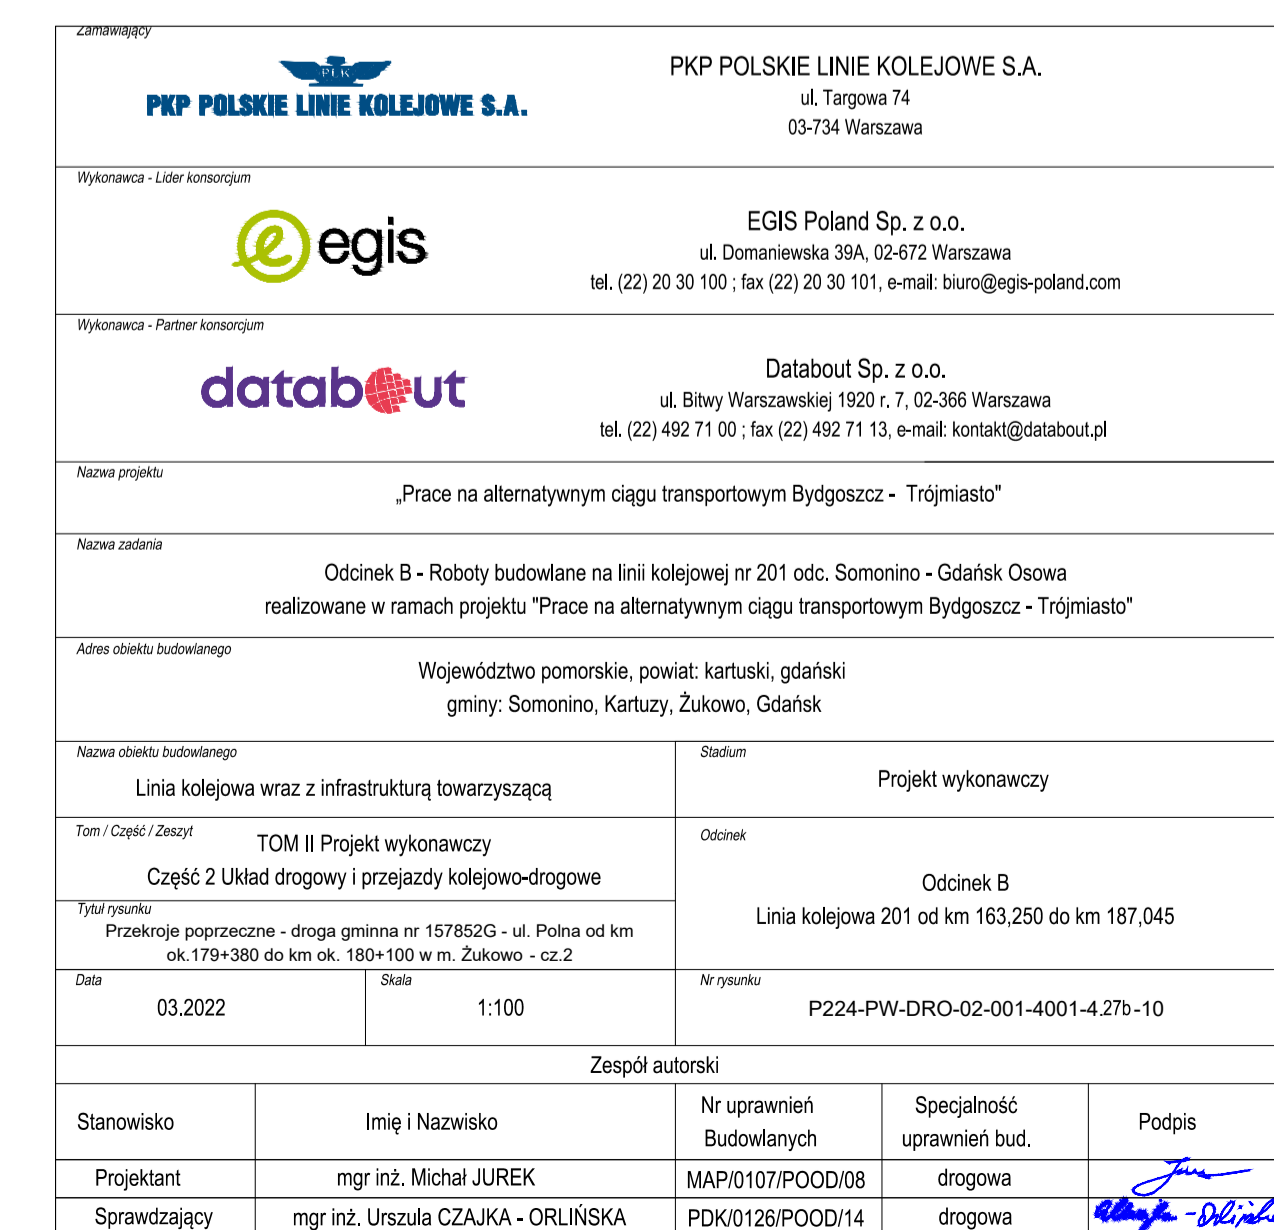 Zamawiający
PLK
PKP POLSKIE LINIE KOLEJOWE S.A.
PKP POLSKIE LINIE KOLEJOWE S.A.
ul. Targowa 74
03-734 Warszawa
Wykonawca - Lider konsorcjum
e egis
EGIS Poland Sp. z o.o.
ul. Domaniewska 39A, 02-672 Warszawa
tel. (22) 20 30 100 ; fax (22) 20 30 101, e-mail: biuro@egis-poland.com
Wykonawca - Partner konsorcjum
databout
Databout Sp. z o.o.
ul. Bitwy Warszawskiej 1920 r. 7, 02-366 Warszawa
tel. (22) 492 71 00 ; fax (22) 492 71 13, e-mail: kontakt@databout.pl
Nazwa projektu
„Prace na alternatywnym ciągu transportowym Bydgoszcz - Trójmiasto"
Nazwa zadania
Odcinek B - Roboty budowlane na linii kolejowej nr 201 odc. Somonino - Gdańsk Osowa
realizowane w ramach projektu "Prace na alternatywnym ciągu transportowym Bydgoszcz - Trójmiasto"
Adres obiektu budowlanego
Województwo pomorskie, powiat: kartuski, gdański
gminy: Somonino, Kartuzy, Żukowo, Gdańsk
Nazwa obiektu budowlanego
Linia kolejowa wraz z infrastrukturą towarzyszącą
Stadium
Projekt wykonawczy
Tom / Część / Zeszyt
TOM II Projekt wykonawczy
Część 2 Układ drogowy i przejazdy kolejowo-drogowe
Odcinek
Odcinek B
Linia kolejowa 201 od km 163,250 do km 187,045
Tytuł rysunku
Przekroje poprzeczne - droga gminna nr 157852G - ul. Polna od km
ok.179+380 do km ok. 180+100 w m. Żukowo - cz.2
Data
03.2022
Skala
1:100
Nr rysunku
P224-PW-DRO-02-001-4001-4.27b-10
Zespół autorski
Stanowisko
Imię i Nazwisko
Nr uprawnień
Budowlanych
Specjalność
uprawnień bud.
Podpis
Projektant
mgr inż. Michał JUREK
MAP/0107/POOD/08
drogowa
Sprawdzający
mgr inż. Urszula CZAJKA - ORLIŃSKA
PDK/0126/POOD/14
drogowa